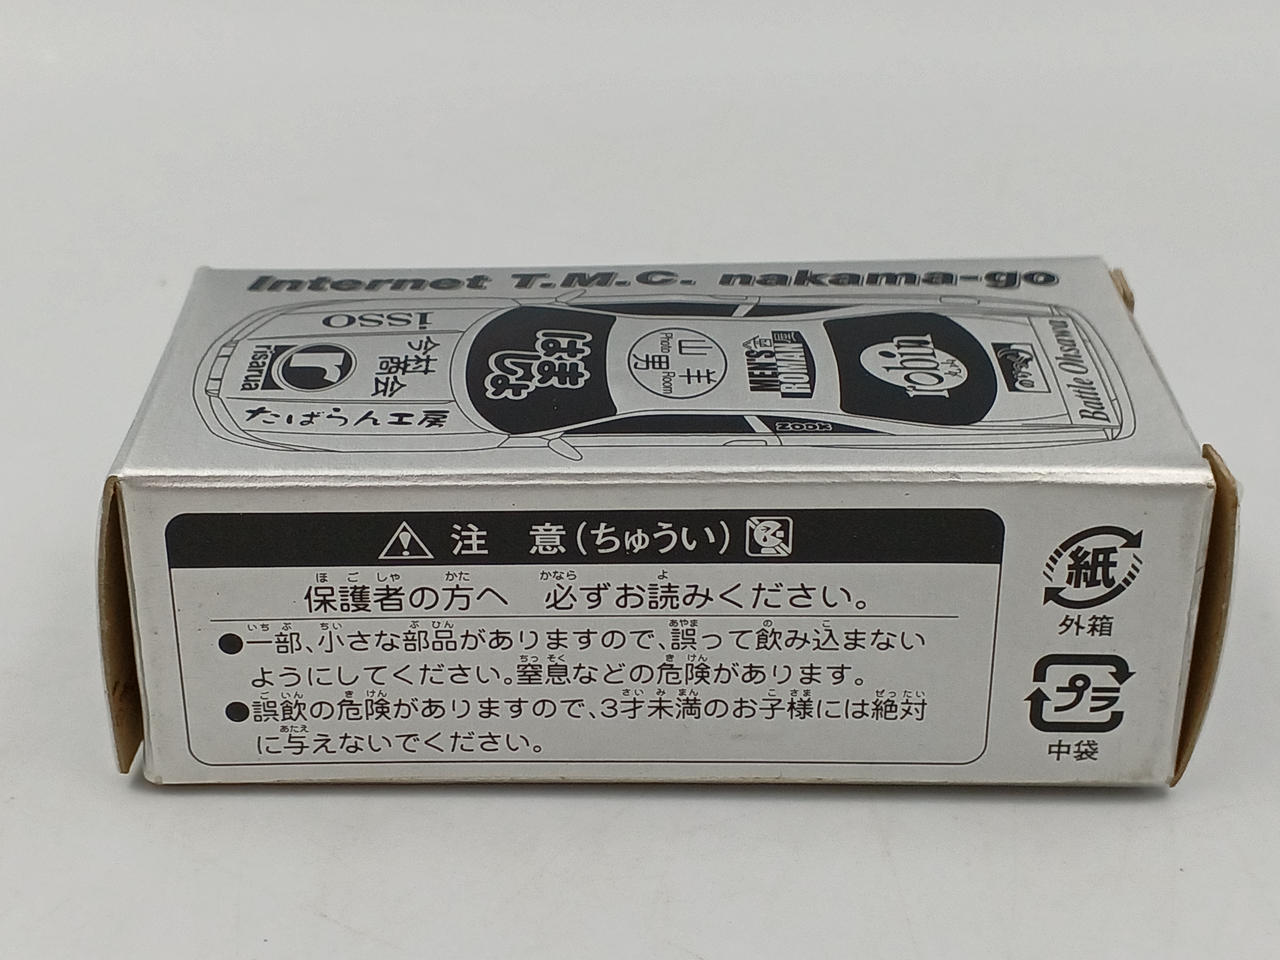 Internet T.M.C. nakama-go
isso
今村商会
risama
たばらん工房
はましょ
Photo
山羊男
Room
MEN'S
ROMAN
屋
robin
Battle Ohsawa
ZOOK
注 意(ちゅうい)
保護者の方へ 必ずお読みください。
ほごしゃ かた かなら よ
●一部、小さな部品がありますので、誤って飲み込まない
いちぶ ちい ぶひん あやま の こ
ようにしてください。窒息などの危険があります。
ちっそく きけん
●誤飲の危険がありますので、3才未満のお子様には絶対
ごいん きけん さいみまん こさま ぜったい
に与えないでください。
あたえ
紙
外箱
プラ
中袋